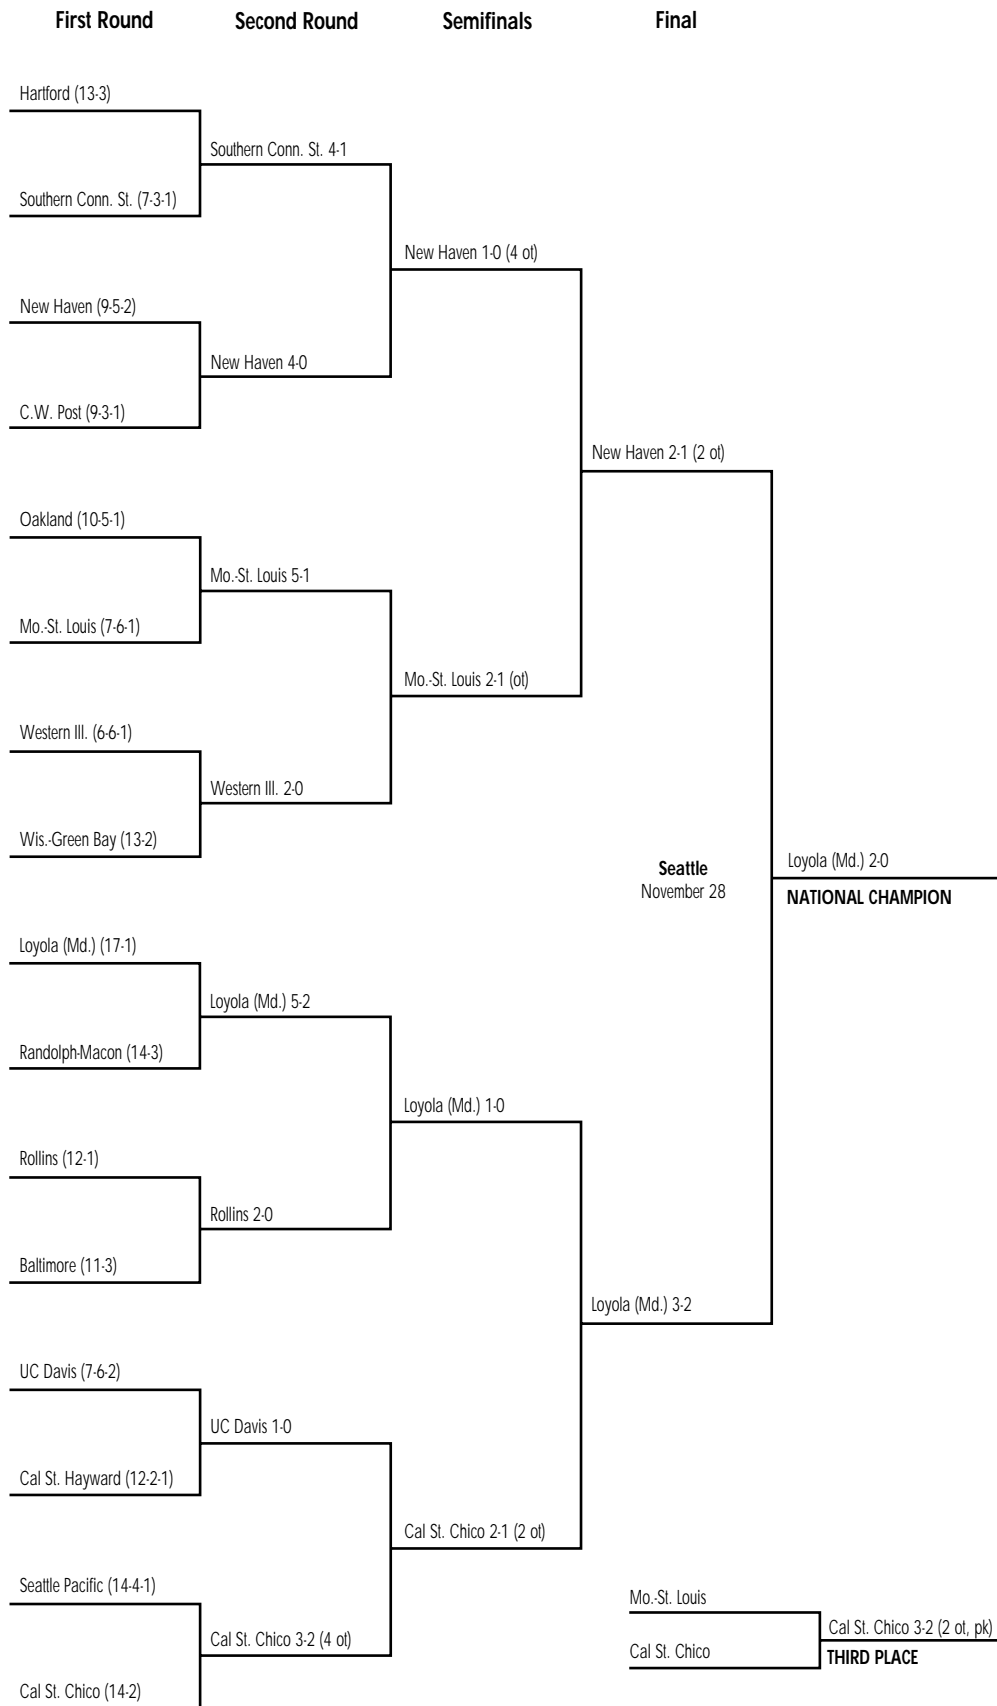 First Round Second Round Semifinals Final
Hartford (13-3)
Southern Conn. St. 4-1
Southern Conn. St. (7-3-1)
New Haven 1-0 (4 ot)
New Haven (9-5-2)
New Haven 4-0
C.W. Post (9-3-1)
New Haven 2-1 (2 ot)
Oakland (10-5-1)
Mo.-St. Louis 5-1
Mo.-St. Louis (7-6-1)
Mo.-St. Louis 2-1 (ot)
Western Ill. (6-6-1)
Western Ill. 2-0
Wis.-Green Bay (13-2)
Seattle
November 28
Loyola (Md.) 2-0
NATIONAL CHAMPION
Loyola (Md.) (17-1)
Loyola (Md.) 5-2
Randolph-Macon (14-3)
Loyola (Md.) 1-0
Rollins (12-1)
Rollins 2-0
Baltimore (11-3)
Loyola (Md.) 3-2
UC Davis (7-6-2)
UC Davis 1-0
Cal St. Hayward (12-2-1)
Cal St. Chico 2-1 (2 ot)
Seattle Pacific (14-4-1)
Cal St. Chico 3-2 (4 ot)
Cal St. Chico (14-2)
Mo.-St. Louis
Cal St. Chico 3-2 (2 ot, pk)
Cal St. Chico
THIRD PLACE